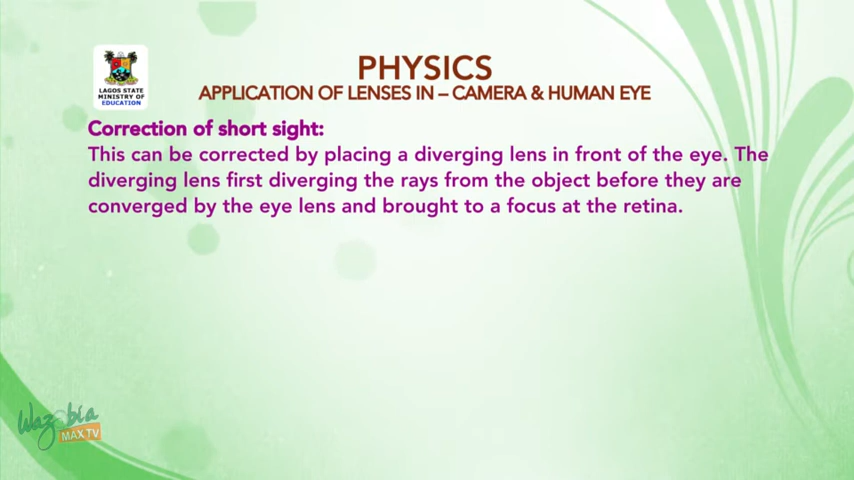 LAGOS STATE
MINISTRY OF
EDUCATION
PHYSICS
APPLICATION OF LENSES IN – CAMERA & HUMAN EYE
Correction of short sight:
This can be corrected by placing a diverging lens in front of the eye. The
diverging lens first diverging the rays from the object before they are
converged by the eye lens and brought to a focus at the retina.
Wazobia
MAX TV